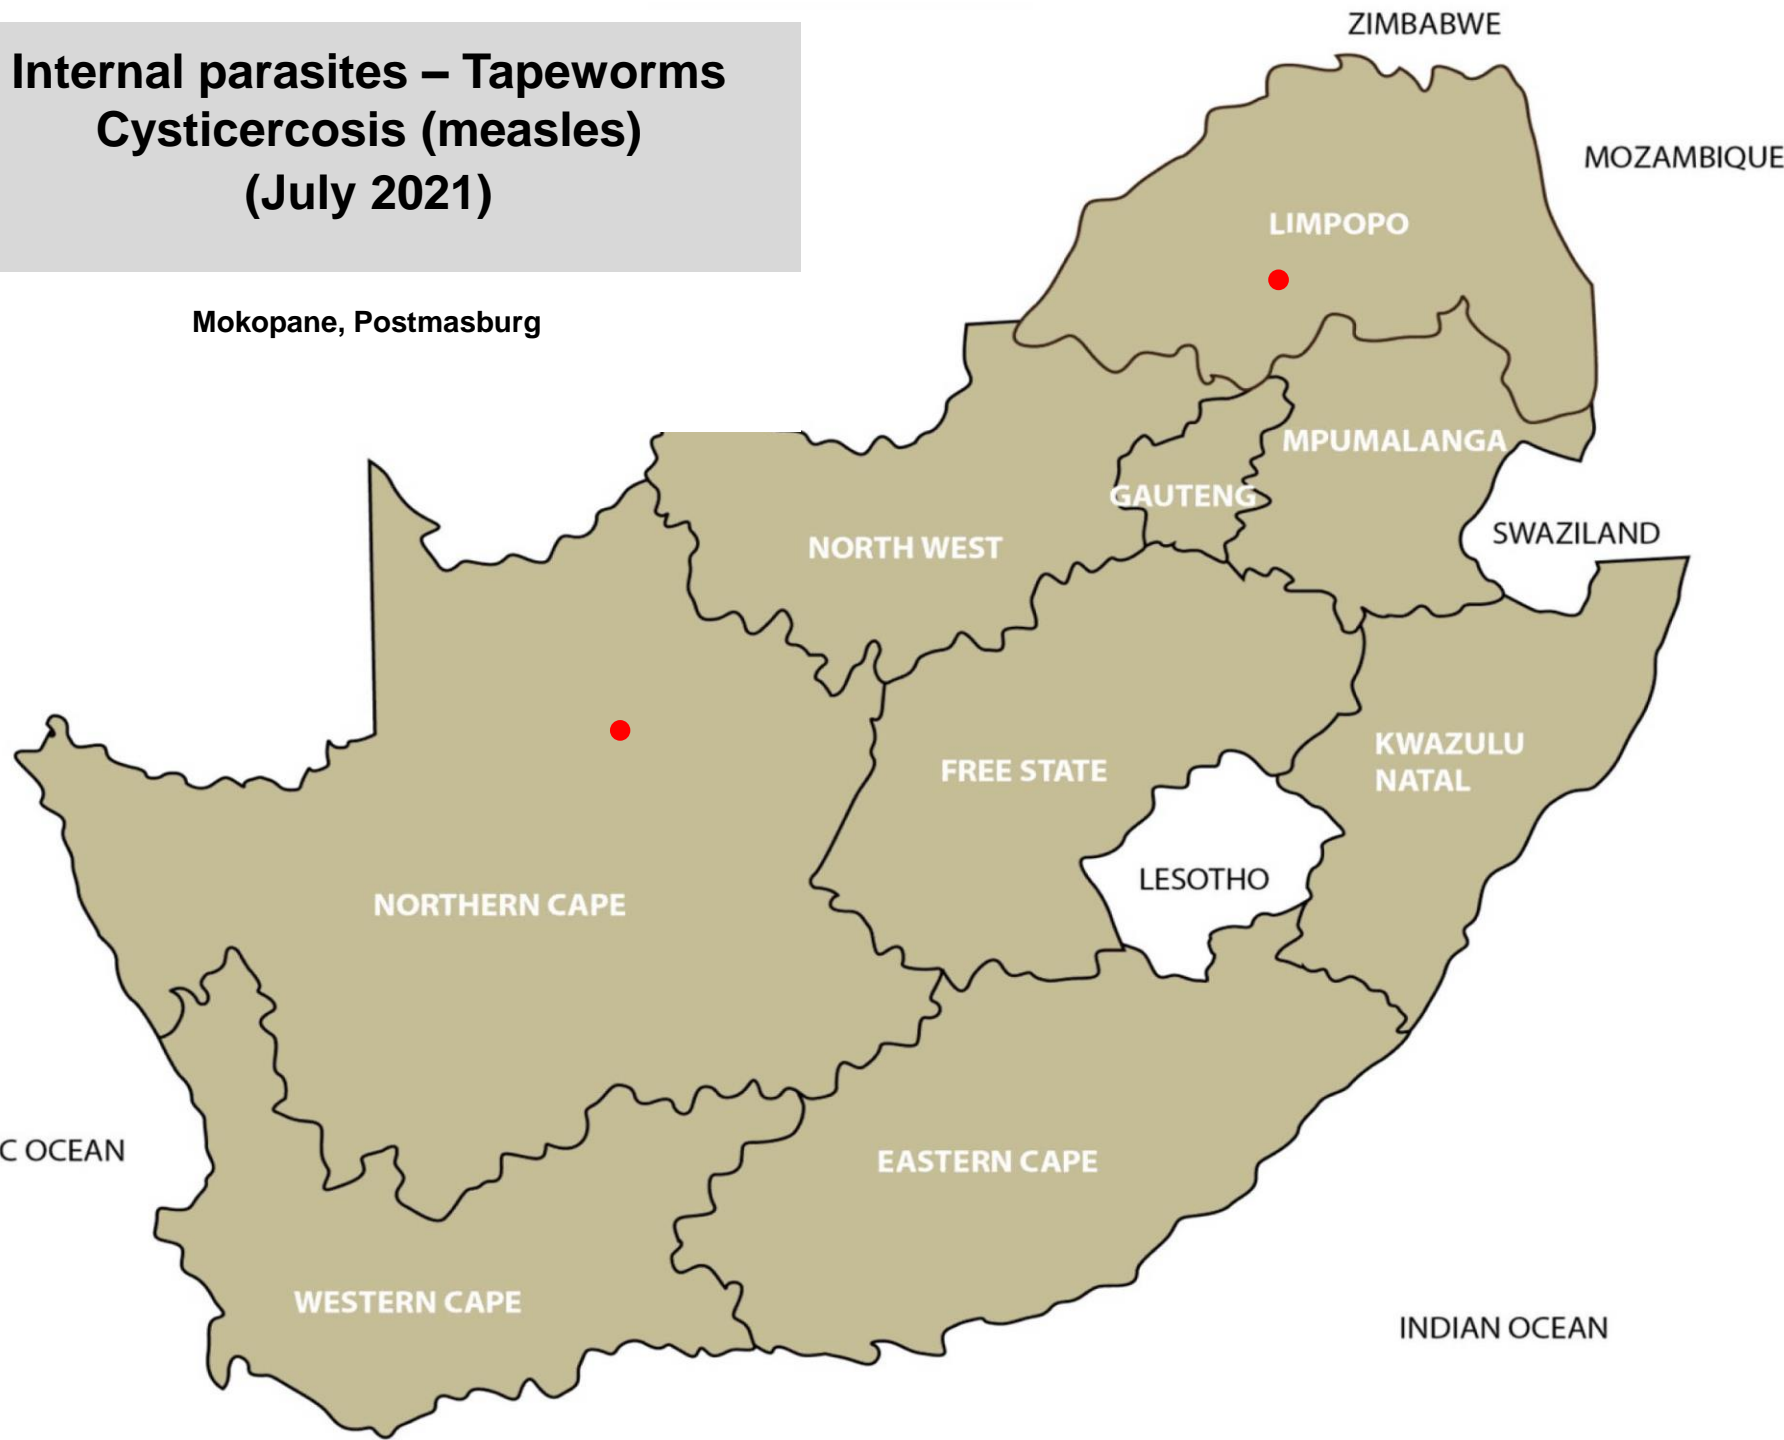 Internal parasites – Tapeworms
Cysticercosis (measles)
(July 2021)
Mokopane, Postmasburg
ZIMBABWE
MOZAMBIQUE
LIMPOPO
MPUMALANGA
GAUTENG
NORTH WEST
SWAZILAND
KWAZULU
NATAL
FREE STATE
LESOTHO
NORTHERN CAPE
C OCEAN
EASTERN CAPE
WESTERN CAPE
INDIAN OCEAN